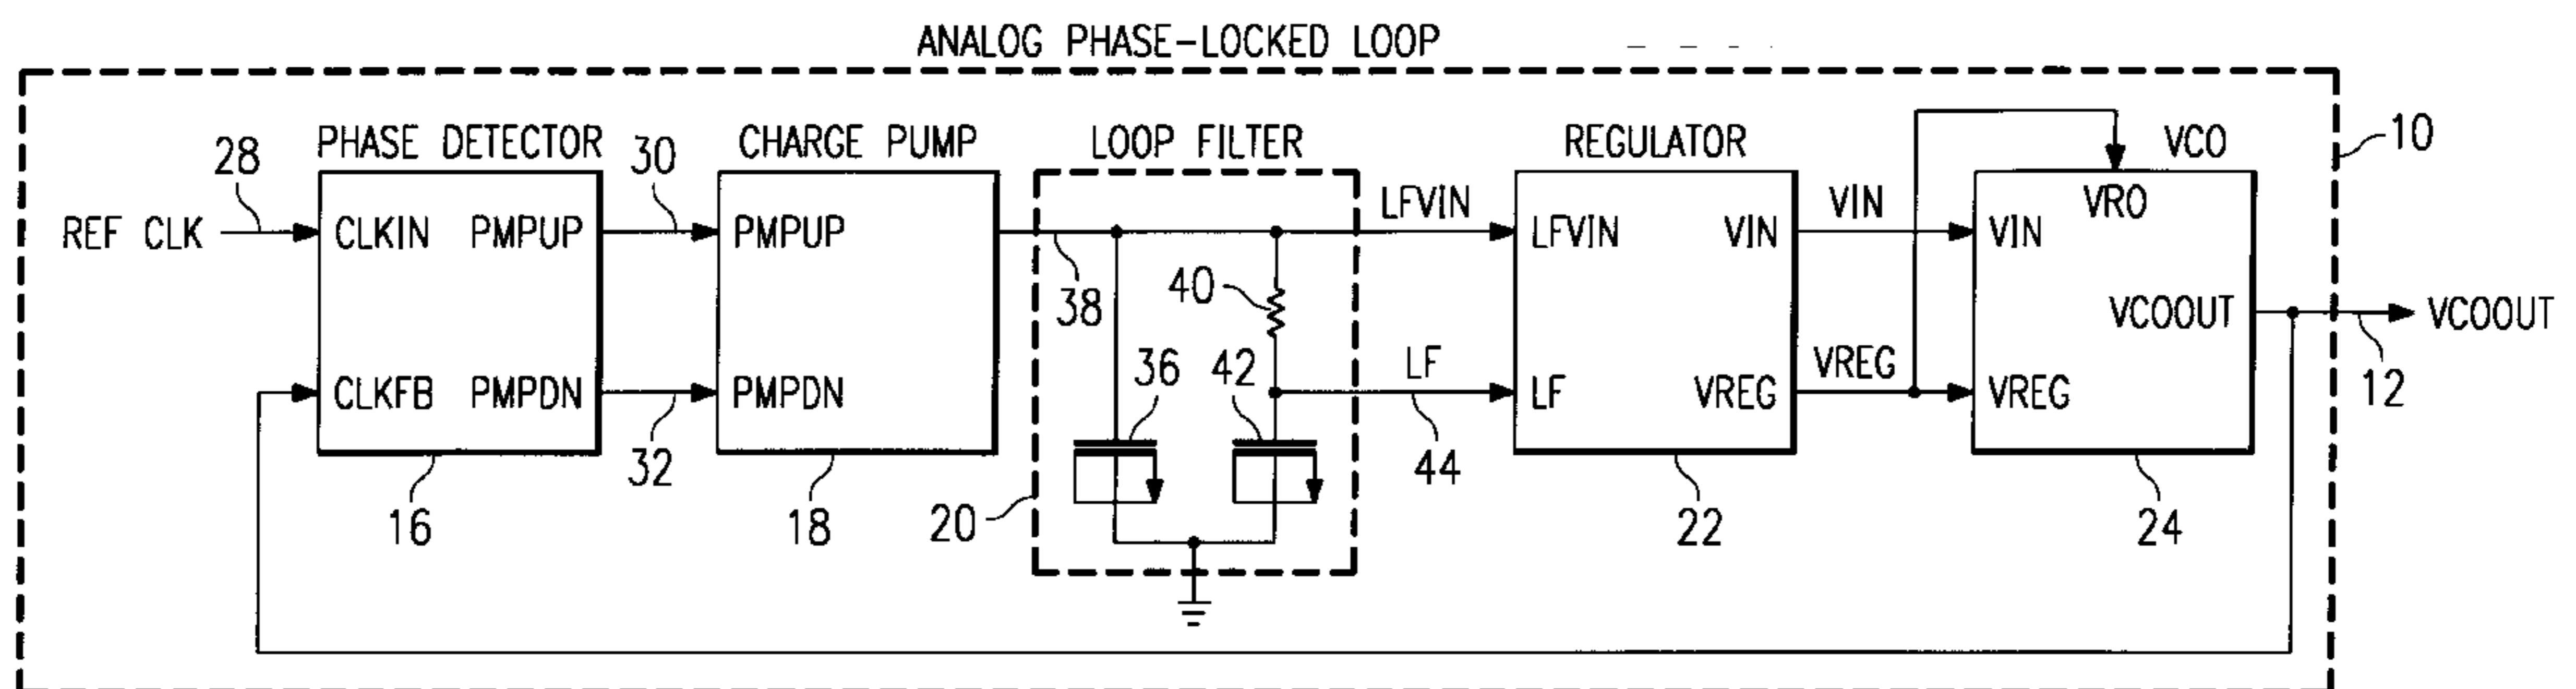 ANALOG PHASE-LOCKED LOOP
10
PHASE DETECTOR
CHARGE PUMP
LOOP FILTER
REGULATOR
VCO
28
30
REF CLK
CLKIN PMPUP
PMPUP
LFVIN
LFVIN VIN
VIN
VRO
VIN
38
40
VCOOUT
VCOOUT
12
36
42
LF
VREG
CLKFB PMPDN
PMPDN
LF VREG
VREG
32
44
16
18
20
22
24